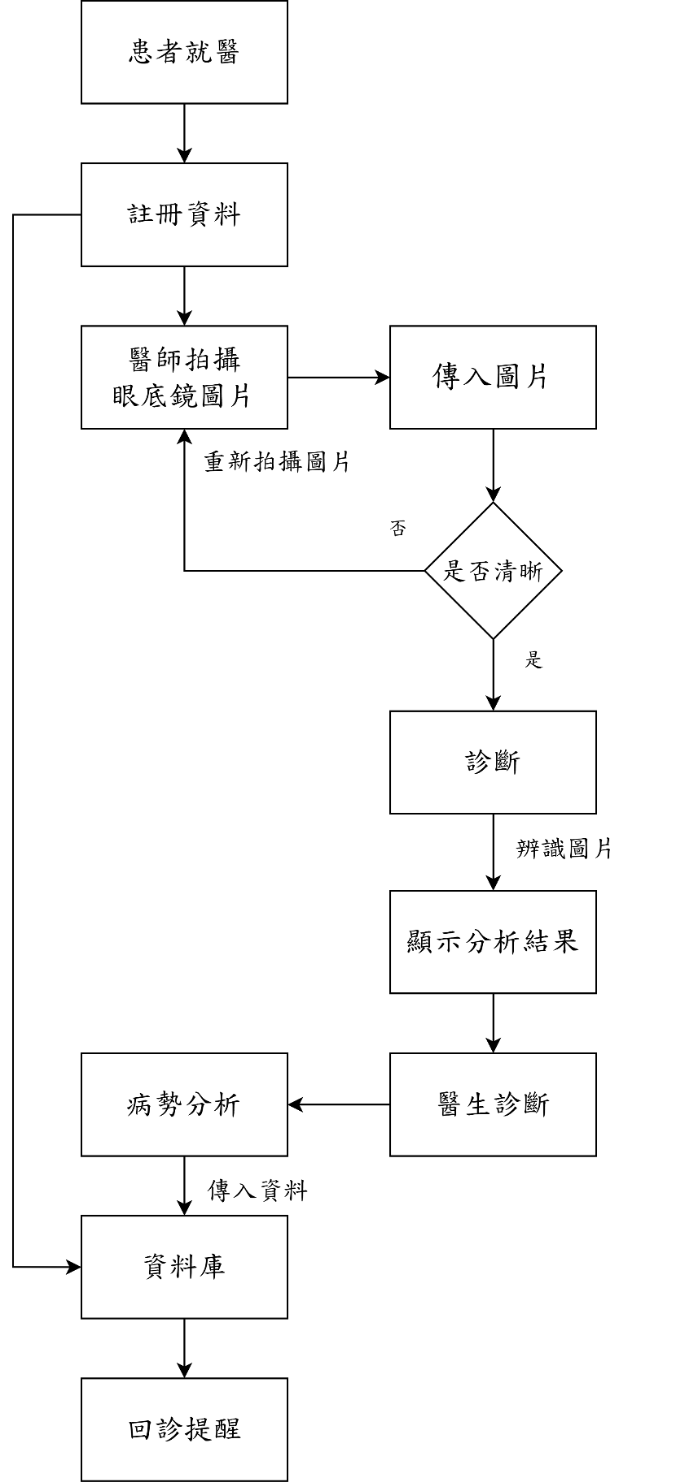 患者就醫
註冊資料
醫師拍攝
眼底鏡圖片
傳入圖片
重新拍攝圖片
否
是否清晰
是
診斷
辨識圖片
顯示分析結果
醫生診斷
病勢分析
傳入資料
資料庫
回診提醒